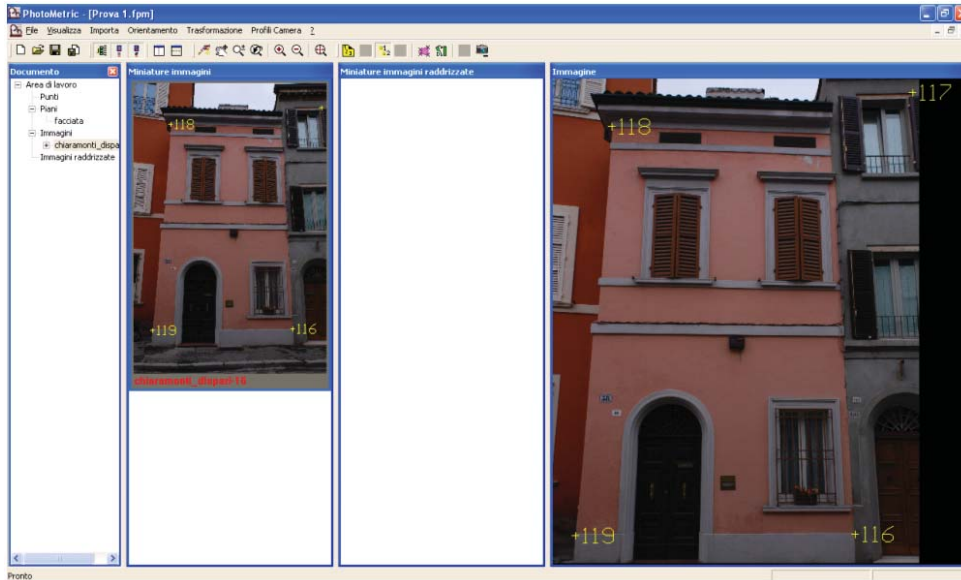 PhotoMetric - [Prova 1.fpm]
File Visualizza Importa Orientamento Trasformazione Profili Camera ?
Documento
Area di lavoro
Punti
Piani
facciata
Immagini
chiaramonti_dispa
Immagini raddrizzate
Miniature immagini
+118
+119 +116
chiaramonti_dispari-16
Miniature immagini raddrizzate
Immagine
+117
+118
+119 +116
Pronto